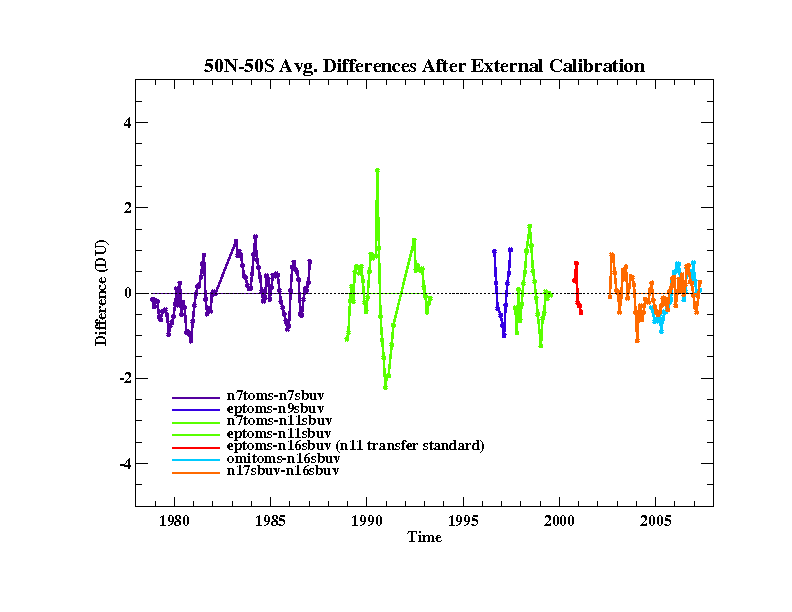 50N-50S Avg. Differences After External Calibration
4
2
0
-2
-4
Difference (DU)
n7toms-n7sbuv
eptoms-n9sbuv
n7toms-n11sbuv
eptoms-n11sbuv
eptoms-n16sbuv (n11 transfer standard)
omitoms-n16sbuv
n17sbuv-n16sbuv
1980 1985 1990 1995 2000 2005
Time